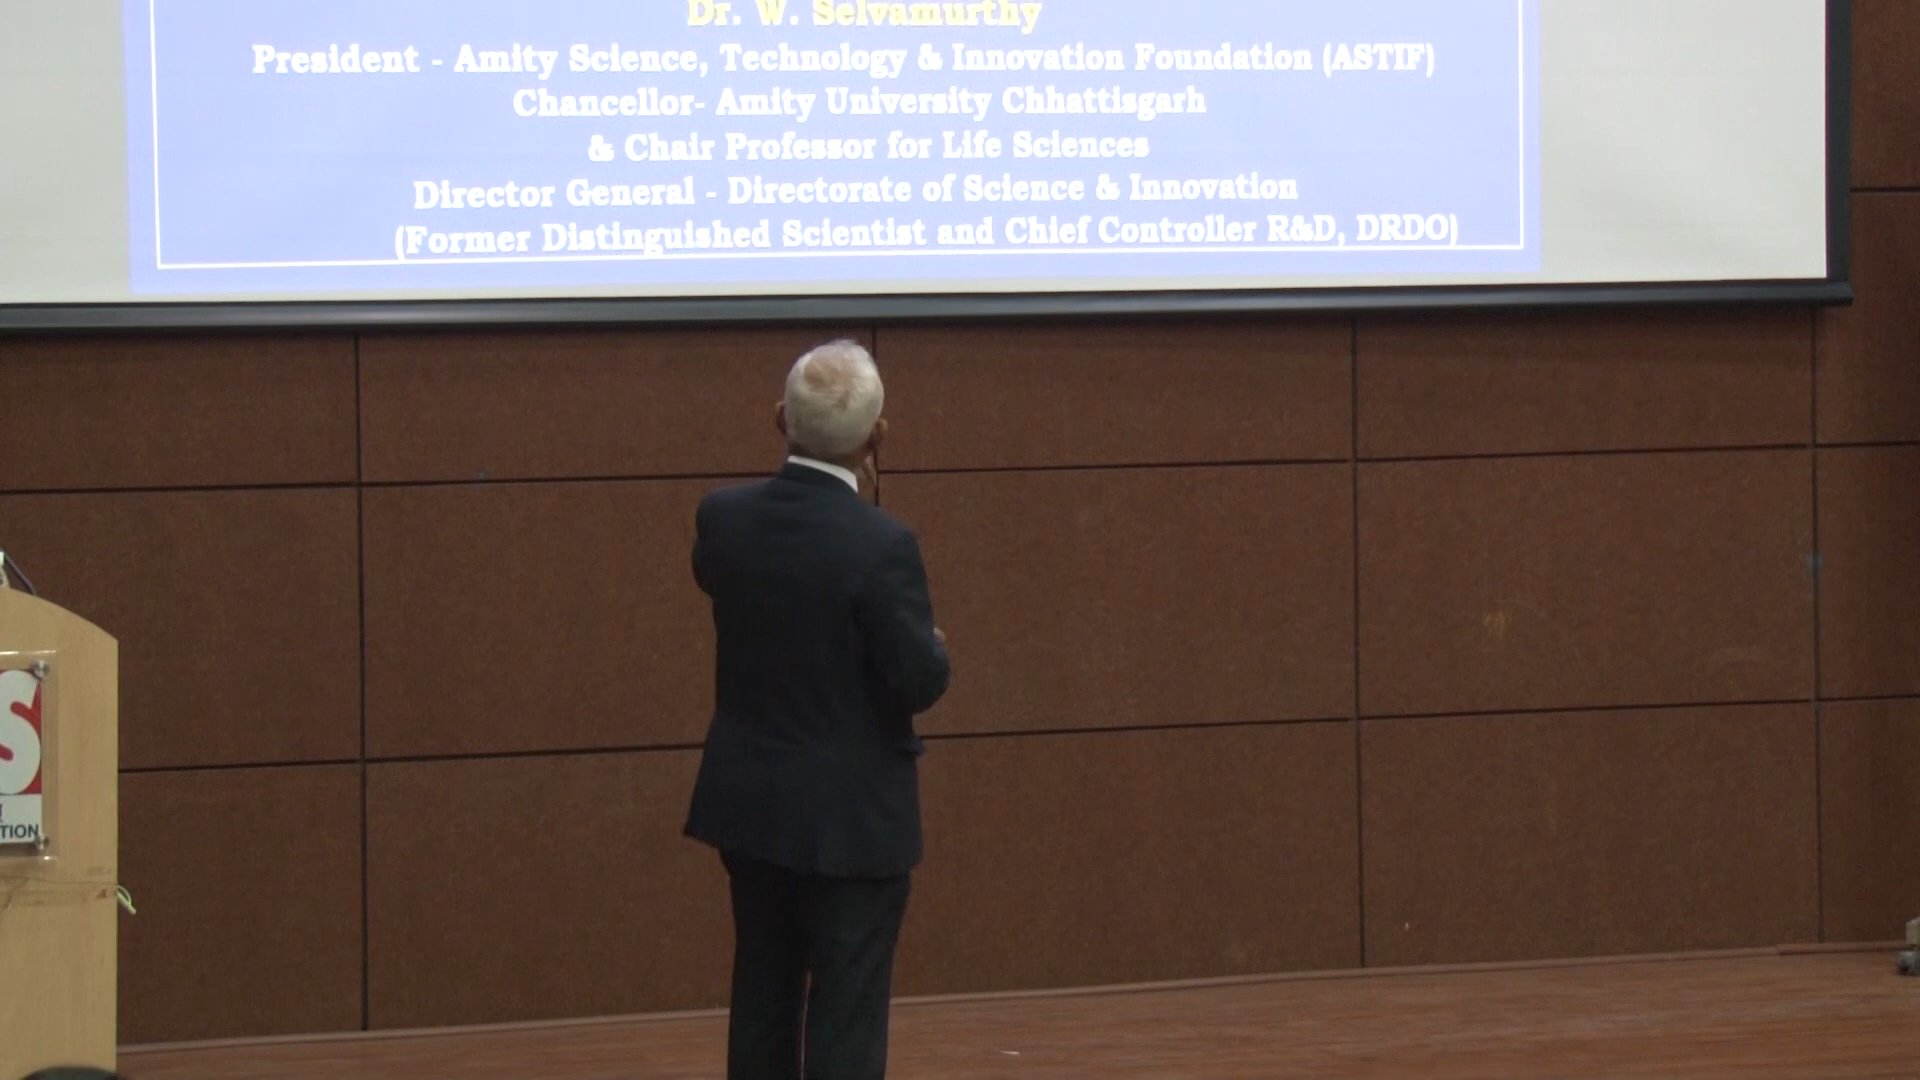 Dr. W. Selvamurthy
President - Amity Science, Technology & Innovation Foundation (ASTIF)
Chancellor- Amity University Chhattisgarh
& Chair Professor for Life Sciences
Director General - Directorate of Science & Innovation
(Former Distinguished Scientist and Chief Controller R&D, DRDO)
S
TION